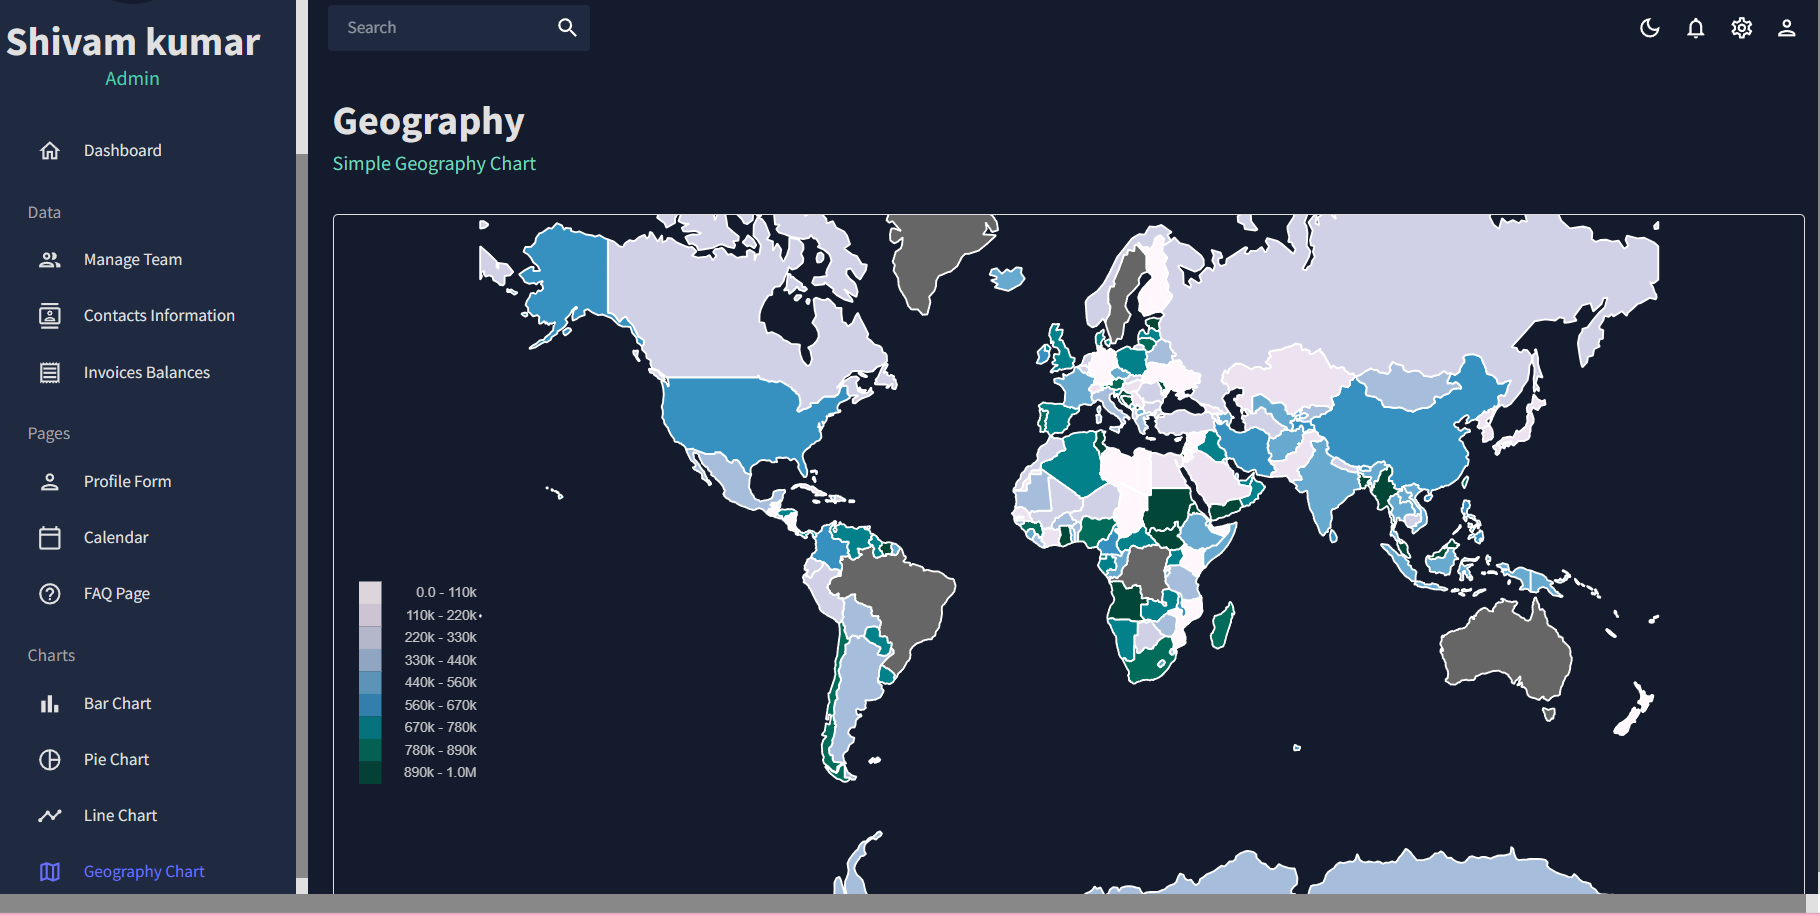 Shivam kumar
Admin
Dashboard
Data
Manage Team
Contacts Information
Invoices Balances
Pages
Profile Form
Calendar
FAQ Page
Charts
Bar Chart
Pie Chart
Line Chart
Geography Chart
Search
Geography
Simple Geography Chart
0.0 - 110k
110k - 220k
220k - 330k
330k - 440k
440k - 560k
560k - 670k
670k - 780k
780k - 890k
890k - 1.0M